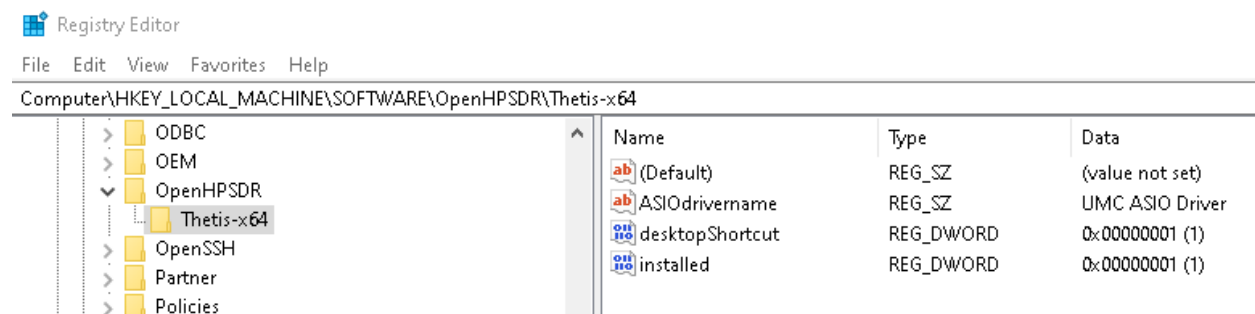 Registry Editor
File Edit View Favorites Help
Computer\HKEY_LOCAL_MACHINE\SOFTWARE\OpenHPSDR\Thetis-x64
ODBC
OEM
OpenHPSDR
Thetis-x64
OpenSSH
Partner
Policies
Name Type Data
(Default) REG_SZ (value not set)
ASIOdrivername REG_SZ UMC ASIO Driver
desktopShortcut REG_DWORD 0x00000001 (1)
installed REG_DWORD 0x00000001 (1)